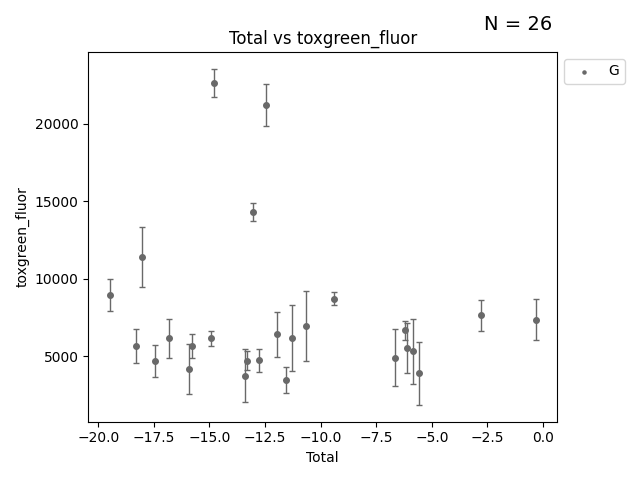 N = 26
Total vs toxgreen_fluor
G
toxgreen_fluor
20000
15000
10000
5000
−20.0 −17.5 −15.0 −12.5 −10.0 −7.5 −5.0 −2.5 0.0
Total